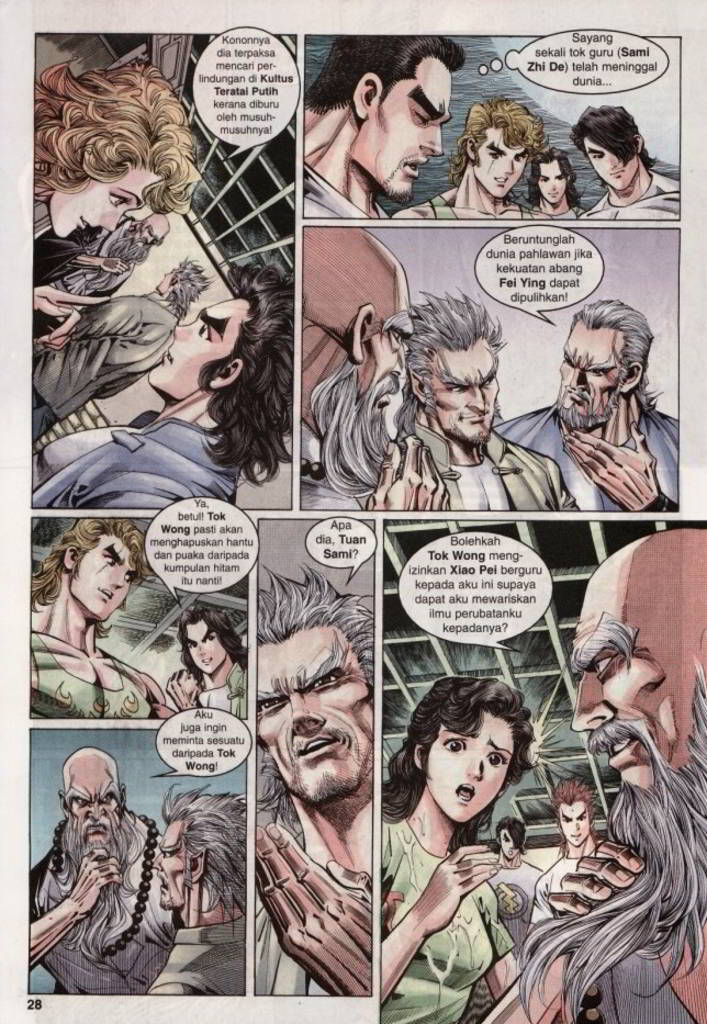 Kononnya
dia terpaksa
mencari per-
lindungan di Kultus
Teratai Putih
kerana diburu
oleh musuh-
musuhnya!
Sayang
sekali tok guru (Sami
Zhi De) telah meninggal
dunia...
Beruntunglah
dunia pahlawan jika
kekuatan abang
Fei Ying dapat
dipulihkan!
Ya,
betul! Tok
Wong pasti akan
menghapuskan hantu
dan puaka daripada
kumpulan hitam
itu nanti!
Aku
juga ingin
meminta sesuatu
daripada Tok
Wong!
Apa
dia, Tuan
Sami?
Bolehkah
Tok Wong meng-
izinkan Xiao Pei berguru
kepada aku ini supaya
dapat aku mewariskan
ilmu perubatanku
kepadanya?
28